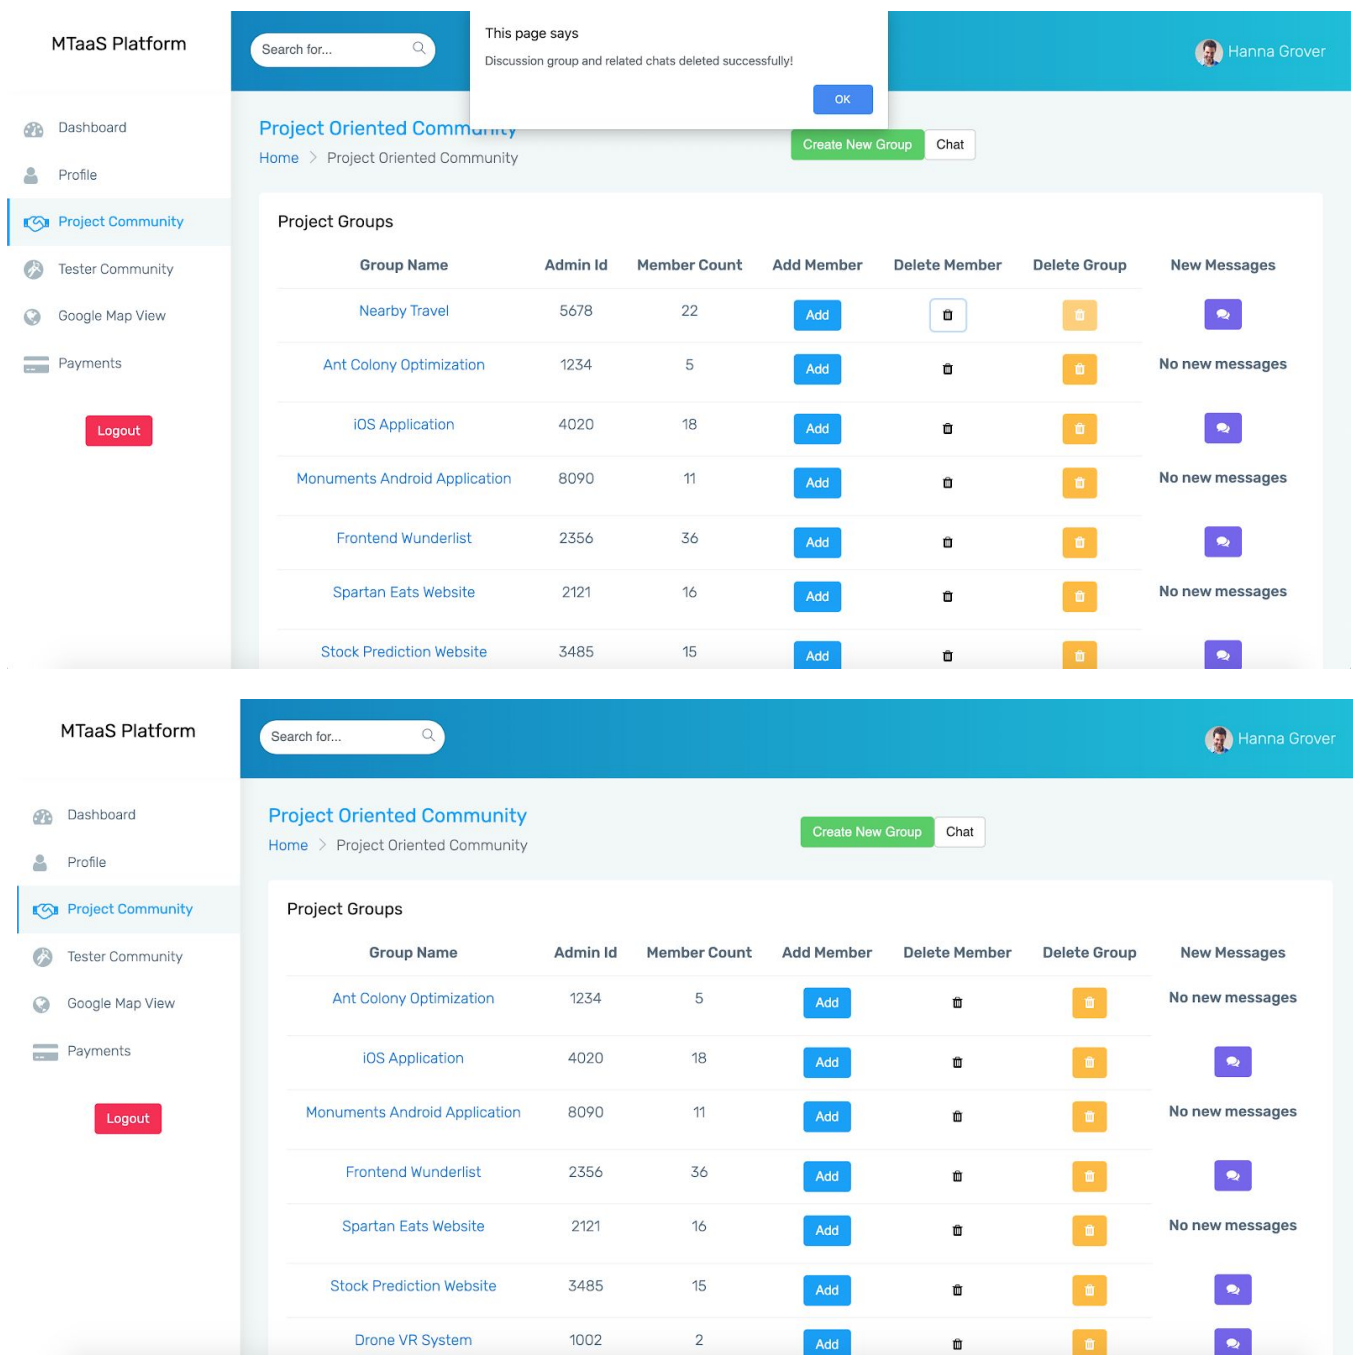 This page says
MTaaS Platform
Search for...
Hanna Grover
Discussion group and related chats deleted successfully!
OK
Dashboard
Profile
Project Community
Tester Community
Google Map View
Payments
Logout
Project Oriented Community
Create New Group Chat
Home > Project Oriented Community
Project Groups
Group Name Admin Id Member Count Add Member Delete Member Delete Group New Messages
Nearby Travel 5678 22 Add
Ant Colony Optimization 1234 5 Add No new messages
iOS Application 4020 18 Add
Monuments Android Application 8090 11 Add No new messages
Frontend Wunderlist 2356 36 Add
Spartan Eats Website 2121 16 Add No new messages
Stock Prediction Website 3485 15 Add
MTaaS Platform
Search for...
Hanna Grover
Dashboard
Profile
Project Community
Tester Community
Google Map View
Payments
Logout
Project Oriented Community
Create New Group Chat
Home > Project Oriented Community
Project Groups
Group Name Admin Id Member Count Add Member Delete Member Delete Group New Messages
Ant Colony Optimization 1234 5 Add No new messages
iOS Application 4020 18 Add
Monuments Android Application 8090 11 Add No new messages
Frontend Wunderlist 2356 36 Add
Spartan Eats Website 2121 16 Add No new messages
Stock Prediction Website 3485 15 Add
Drone VR System 1002 2 Add